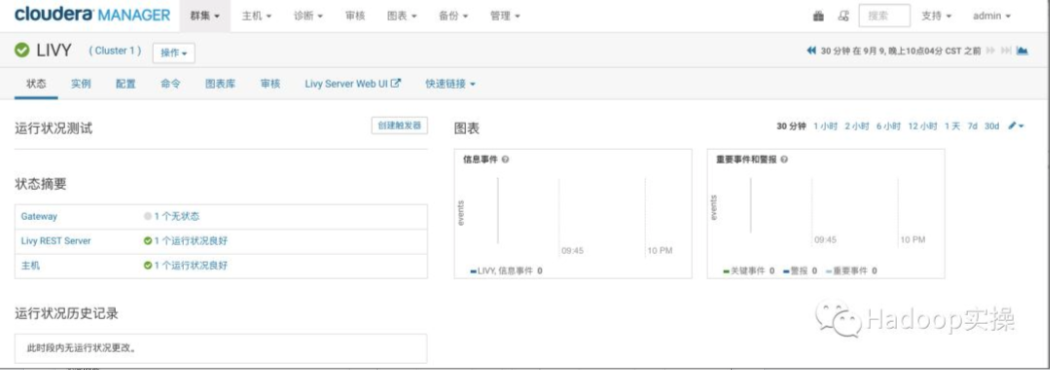 cloudera MANAGER 群集 主机 诊断 审核 图表 备份 管理 搜索 支持 admin
LIVY (Cluster 1) 操作 30 分钟 在 9月 9, 晚上10点04分 CST 之前
状态 实例 配置 命令 图表库 审核 Livy Server Web UI 快速链接
运行状况测试 创建触发器
状态摘要
Gateway 1 个无状态
Livy REST Server 1 个运行状况良好
主机 1 个运行状况良好
运行状况历史记录
此时段内无运行状况更改。
图表 30 分钟 1 小时 2 小时 6 小时 12 小时 1 天 7d 30d
信息事件
events
09:45 10 PM
LIVY, 信息事件 0
重要事件和警报
events
09:45 10 PM
关键事件 0 警报 0 重要事件 0
Hadoop实操